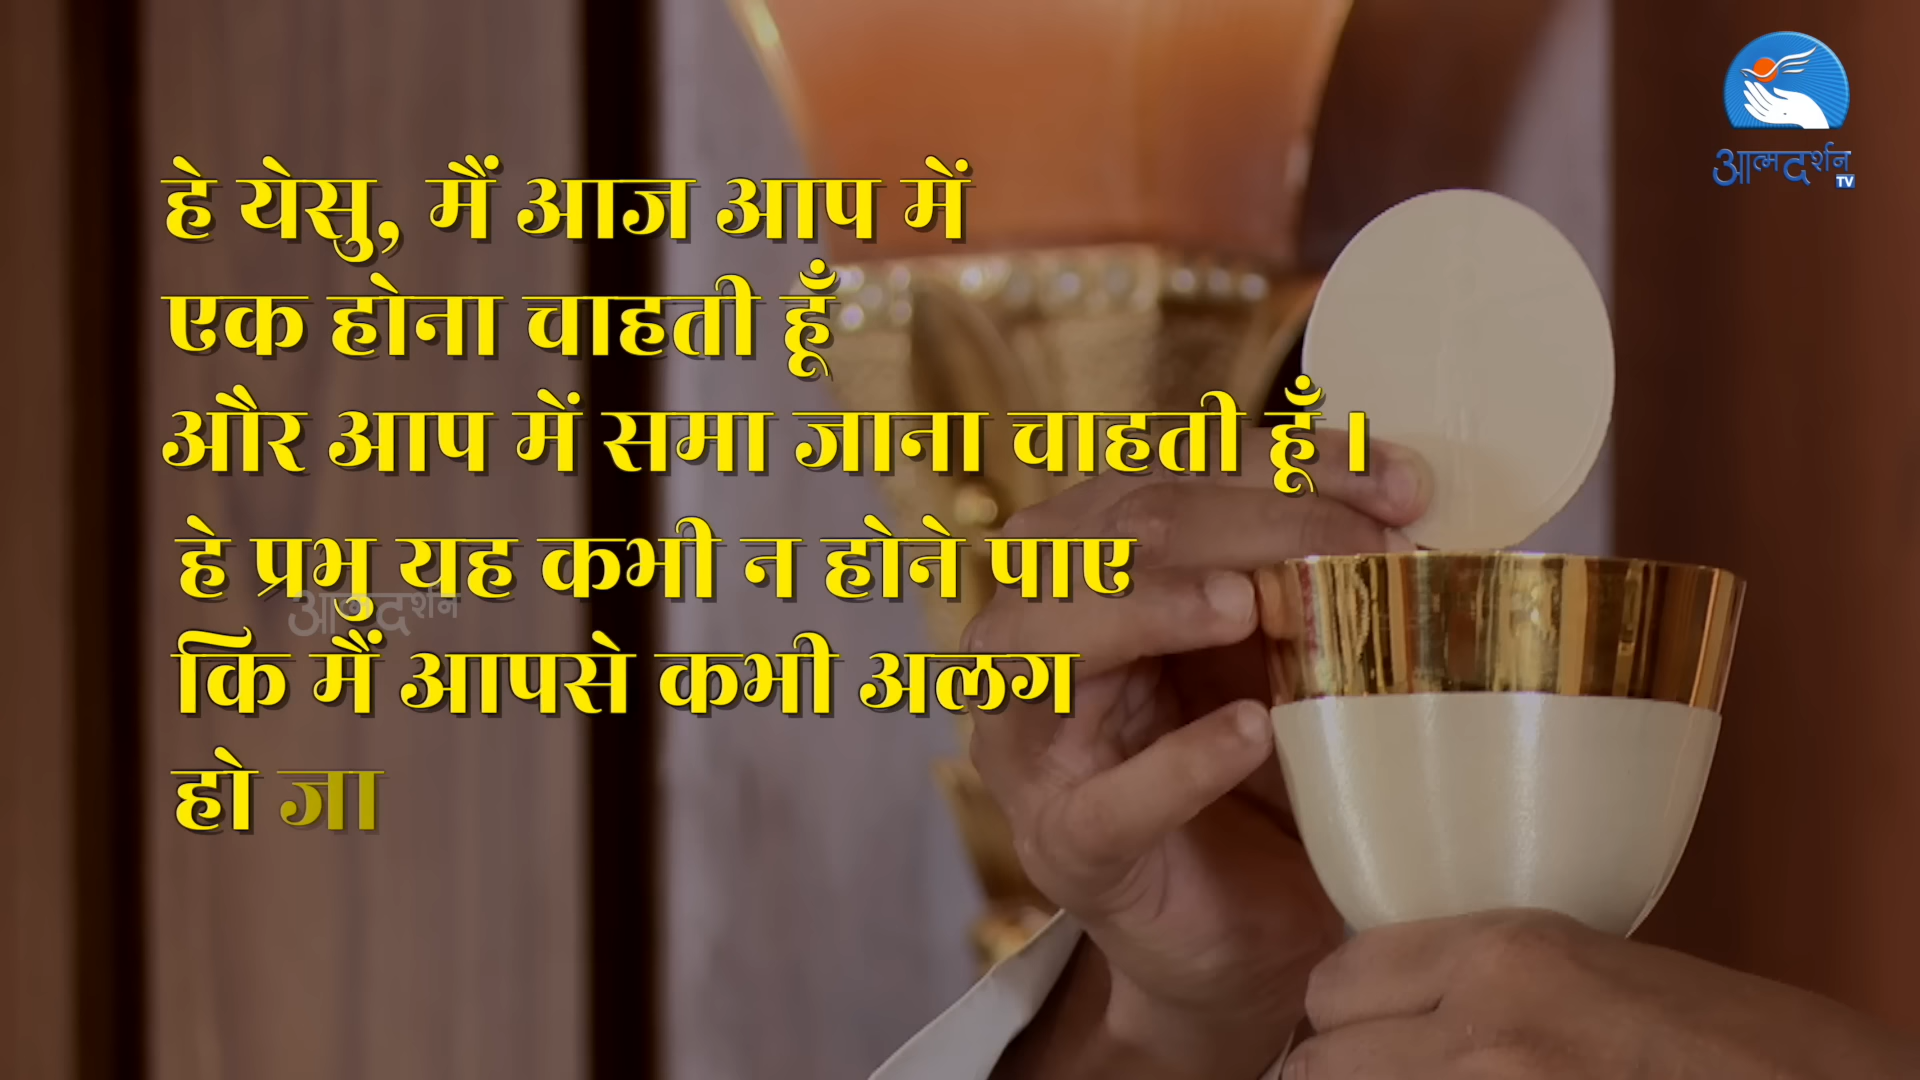 आत्मदर्शन
TV
हे येसु, मैं आज आप में
एक होना चाहती हूँ
और आप में समा जाना चाहती हूँ।
हे प्रभु यह कभी न होने पाए
कि मैं आपसे कभी अलग
हो जा
आत्मदर्शन